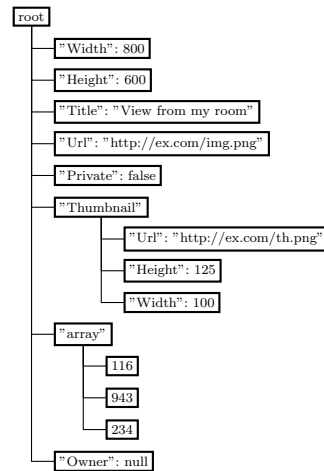 root
"Width": 800
"Height": 600
"Title": "View from my room"
"Url": "http://ex.com/img.png"
"Private": false
"Thumbnail"
"Url": "http://ex.com/th.png"
"Height": 125
"Width": 100
"array"
116
943
234
"Owner": null